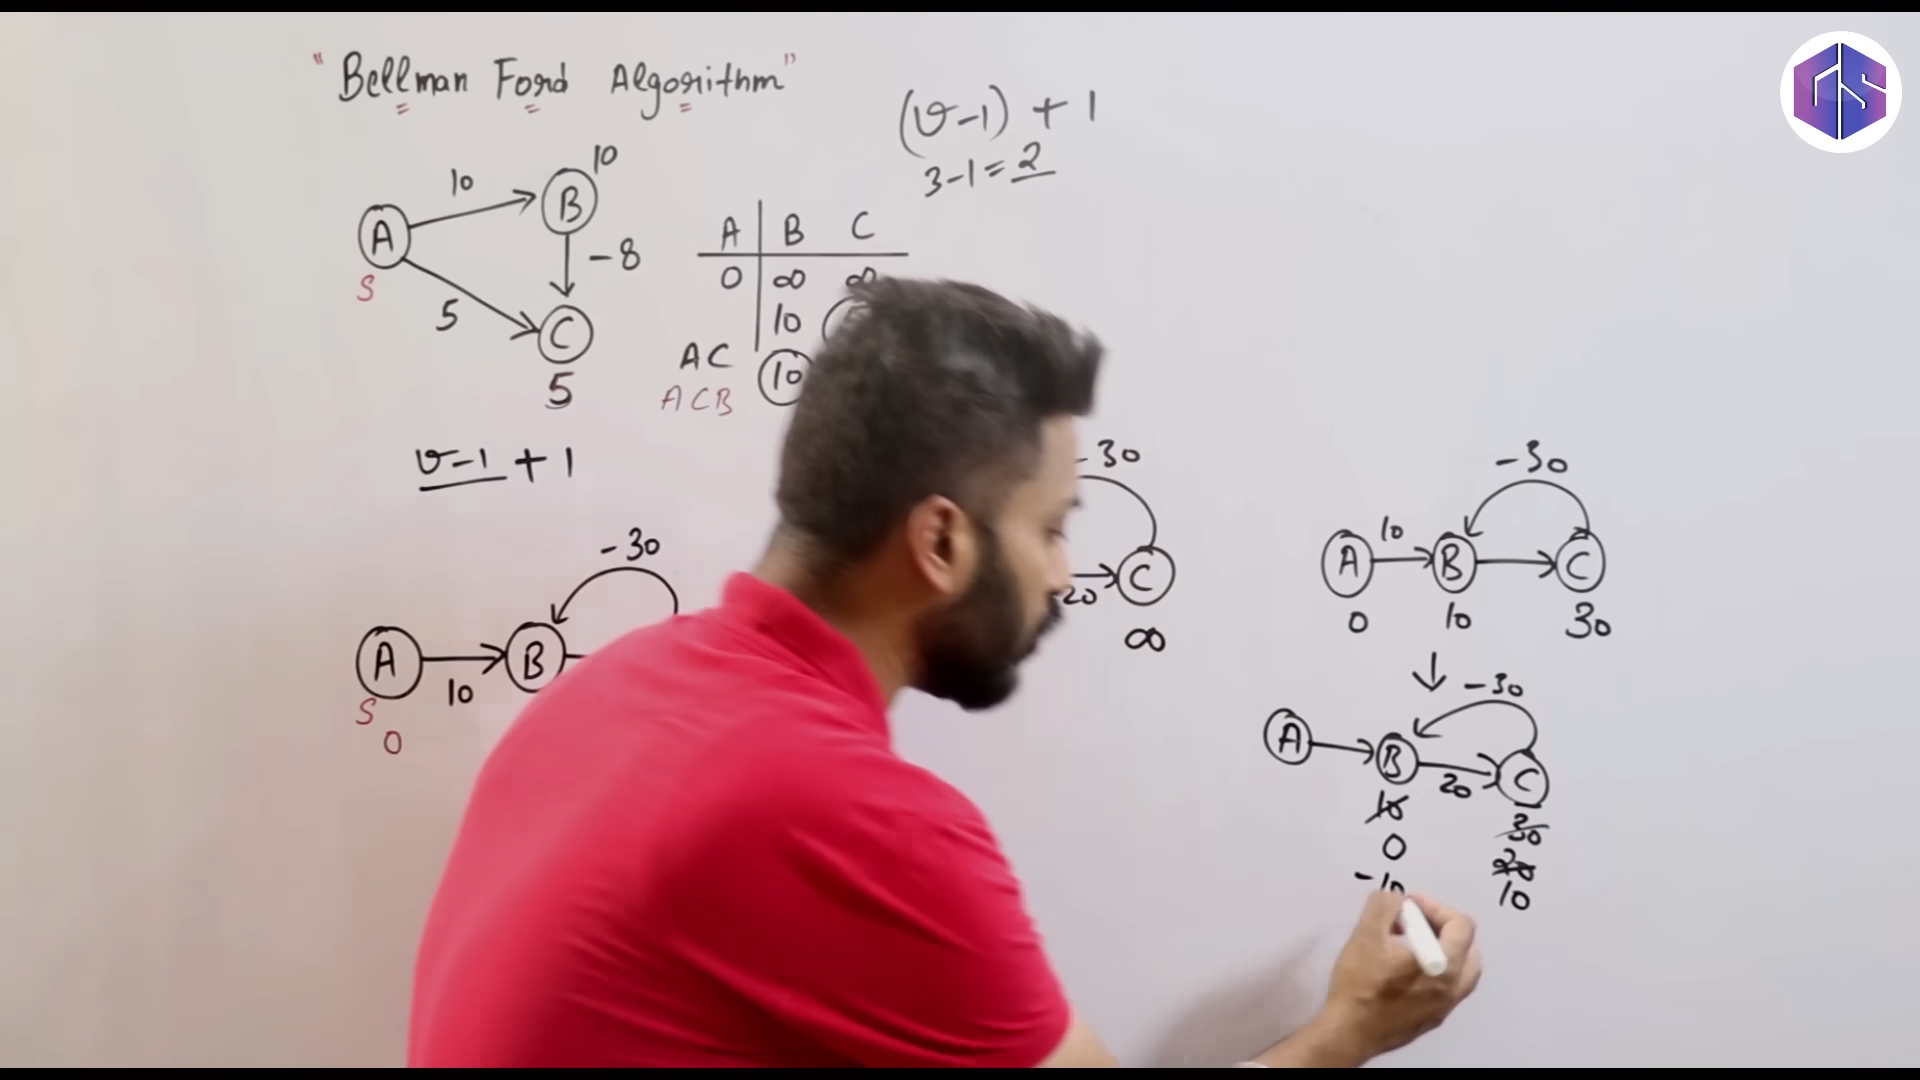 "Bellman Ford Algorithm"
(v-1) + 1
3-1=2
10
10
A
B
-8
S
5
C
5
A B C
0 ∞ ∞
10
AC
10
ACB
v-1 + 1
-30
A
B
10
S
0
-30
20
C
∞
-30
10
A
B
C
0
10
30
-30
A
B
20
C
10
30
0
20
-10
10